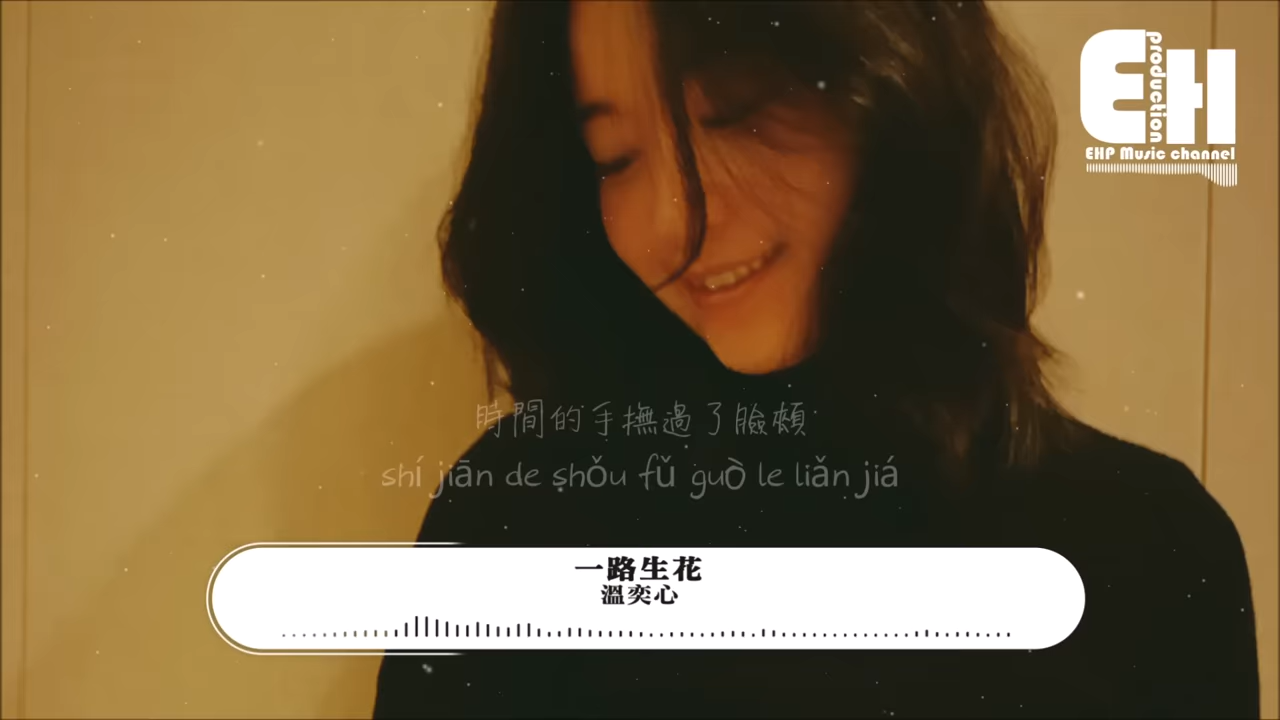 EH
production
EHP Music channel
時間的手撫過了臉頰
shí jiān de shǒu fǔ guò le liǎn jiá
一路生花
溫奕心